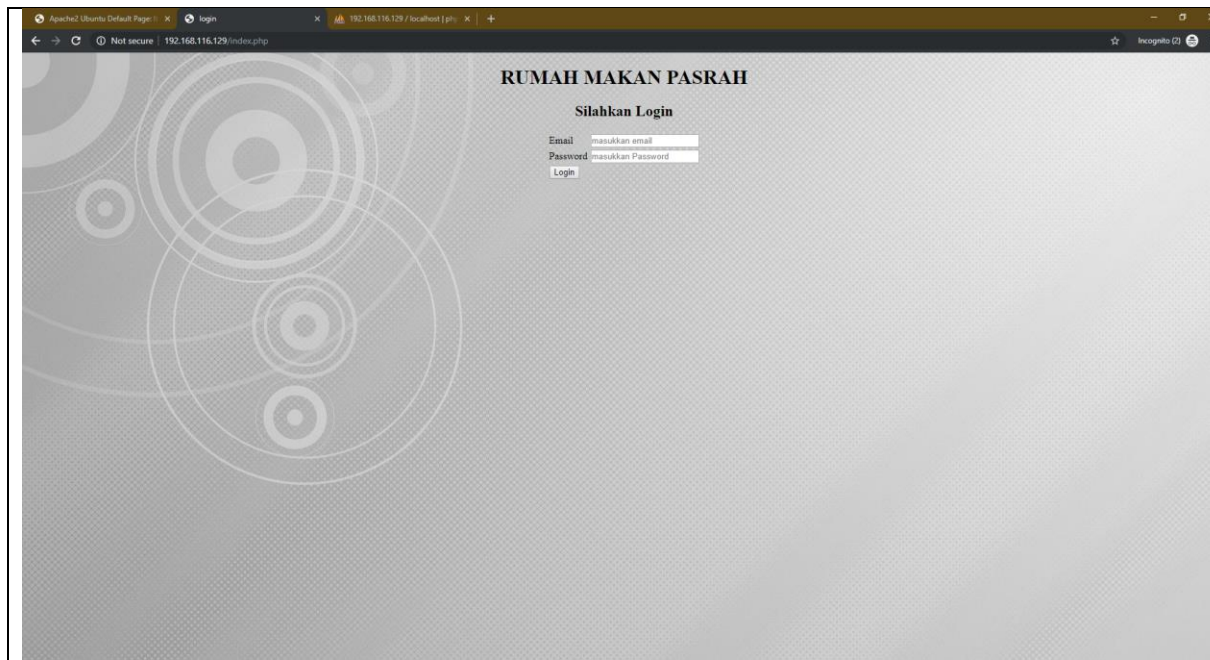 Apache2 Ubuntu Default Page:
login
192.168.116.129 / localhost | php
Not secure | 192.168.116.129/index.php
Incognito (2)
RUMAH MAKAN PASRAH
Silahkan Login
Email masukkan email
Password masukkan Password
Login